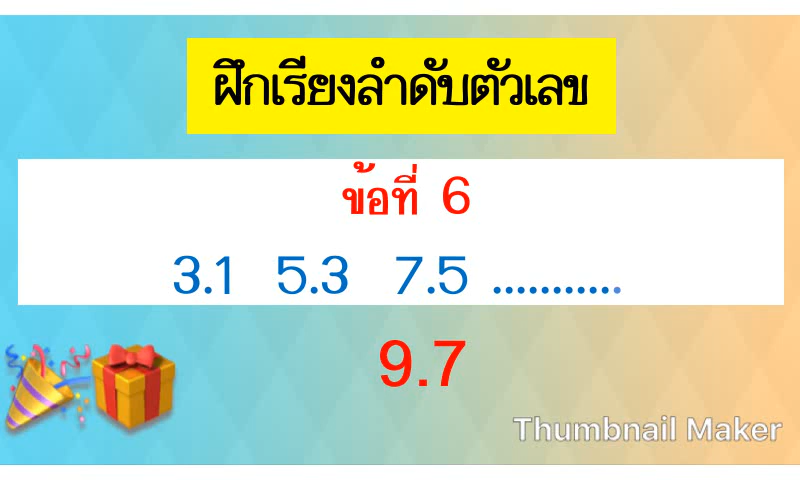 ฝึกเรียงลำดับตัวเลข
ข้อที่ 6
3.1 5.3 7.5 ...........
9.7
Thumbnail Maker